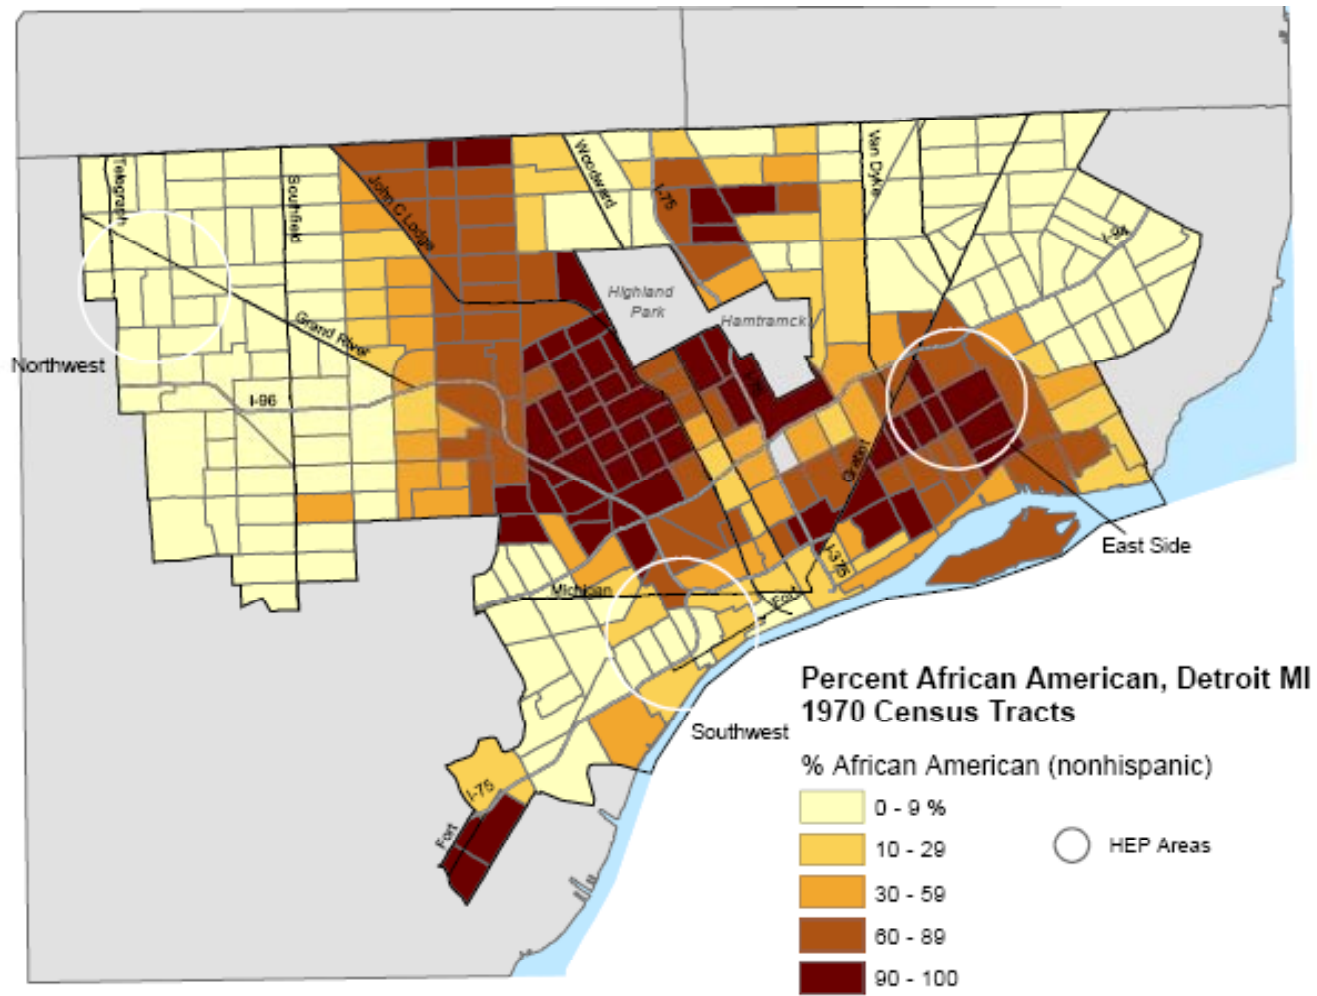 Telegraph
Southfield
John C Lodge
Woodward
I-75
Van Dyke
I-94
Highland
Park
Hamtramck
Grand River
Northwest
I-96
Gratiot
I-375
East Side
Michigan
Fort
Southwest
I-75
Fort
Percent African American, Detroit MI
1970 Census Tracts
% African American (nonhispanic)
0 - 9 %
10 - 29
30 - 59
60 - 89
90 - 100
HEP Areas